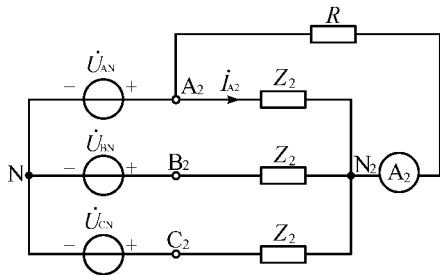 R
U̇AN
− +
A₂
İA2
Z₂
U̇BN
N
− +
B₂
Z₂
N₂
A₂
U̇CN
− +
C₂
Z₂